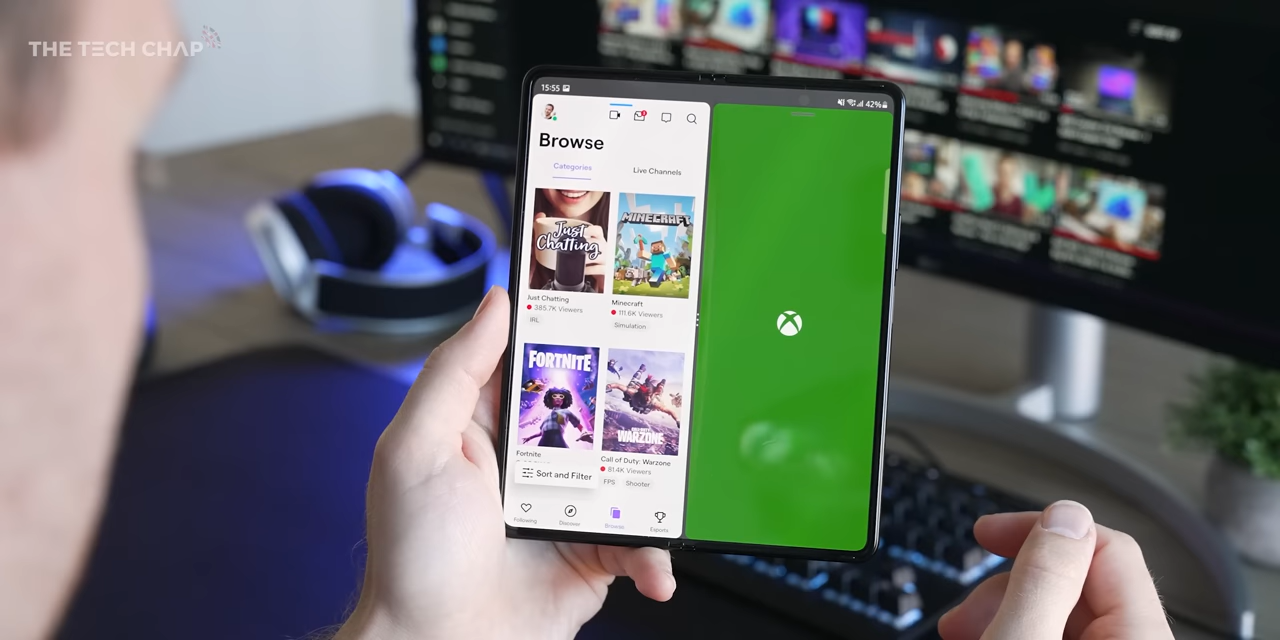 THE TECH CHAP
15:55
42%
Browse
Categories
Live Channels
Just
Chatting
MINECRAFT
Just Chatting
385.7K Viewers
IRL
Minecraft
111.6K Viewers
Simulation
FORTNITE
CALL OF DUTY
WARZONE
Fortnite
Call of Duty: Warzone
81.4K Viewers
FPS
Shooter
Sort and Filter
Following
Discover
Browse
Esports